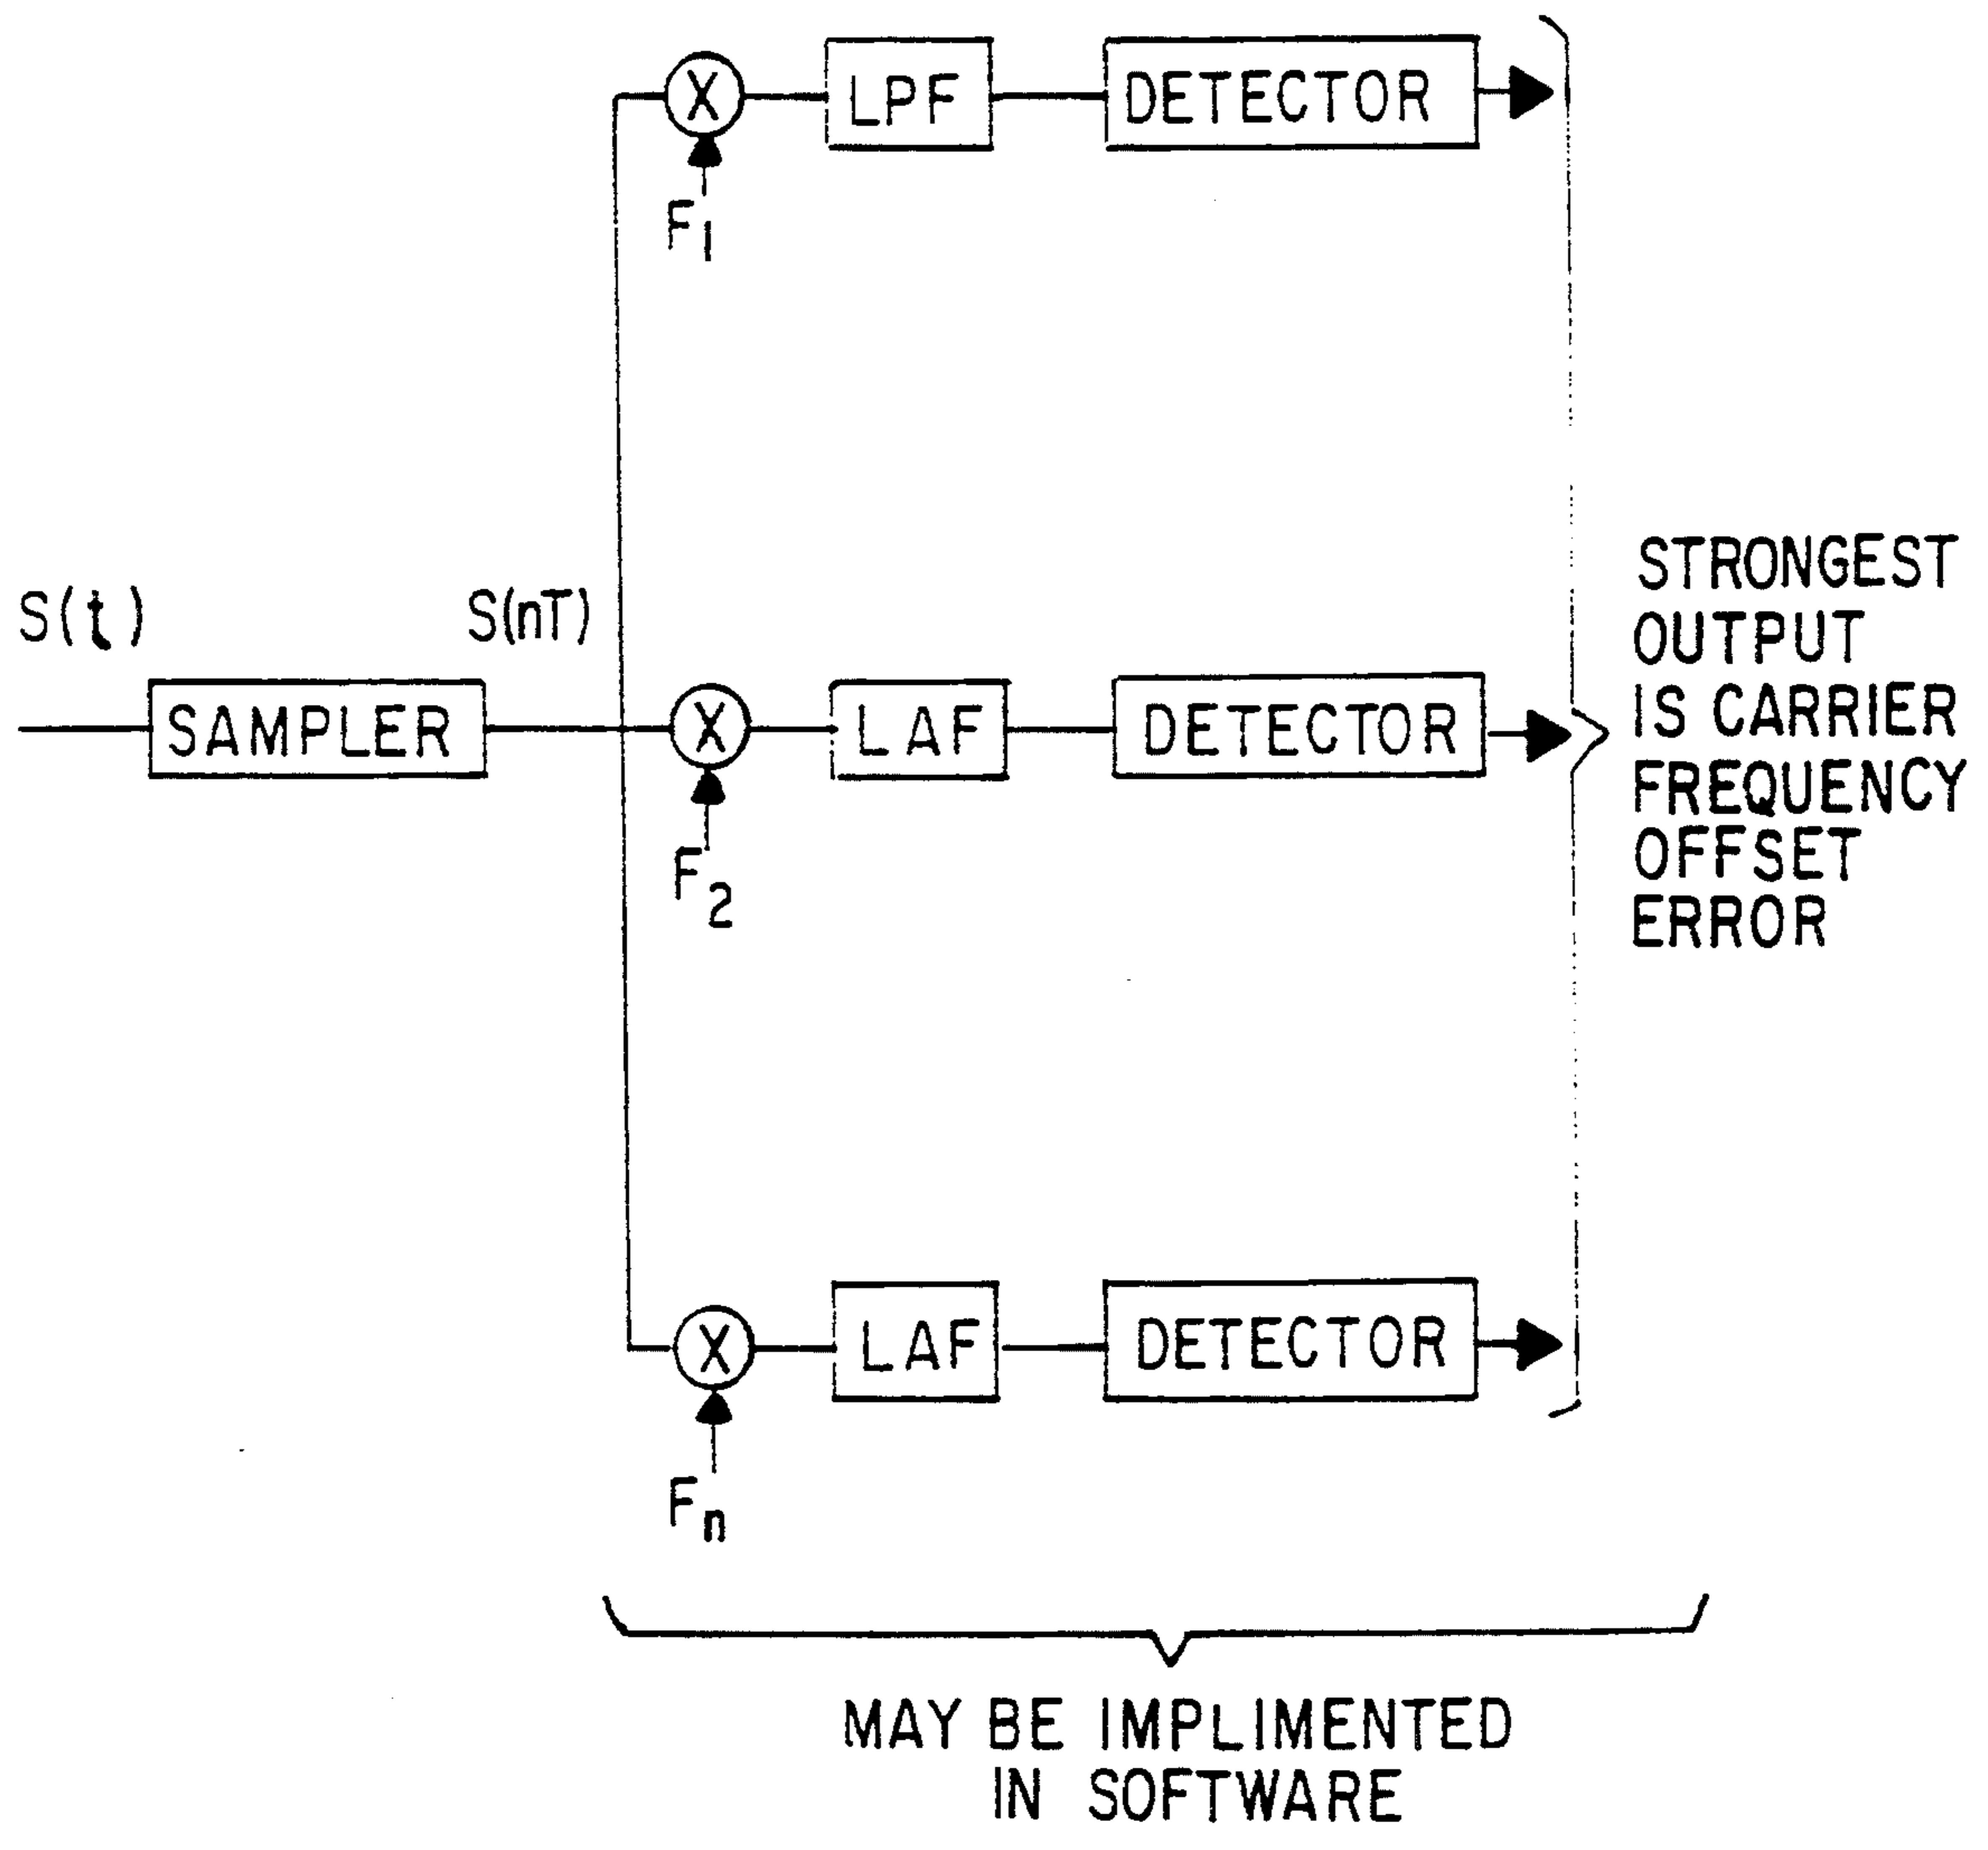 X
LPF
DETECTOR
F1
S(t)
S(nT)
SAMPLER
X
LAF
DETECTOR
F2
STRONGEST
OUTPUT
IS CARRIER
FREQUENCY
OFFSET
ERROR
X
LAF
DETECTOR
Fn
MAY BE IMPLIMENTED
IN SOFTWARE